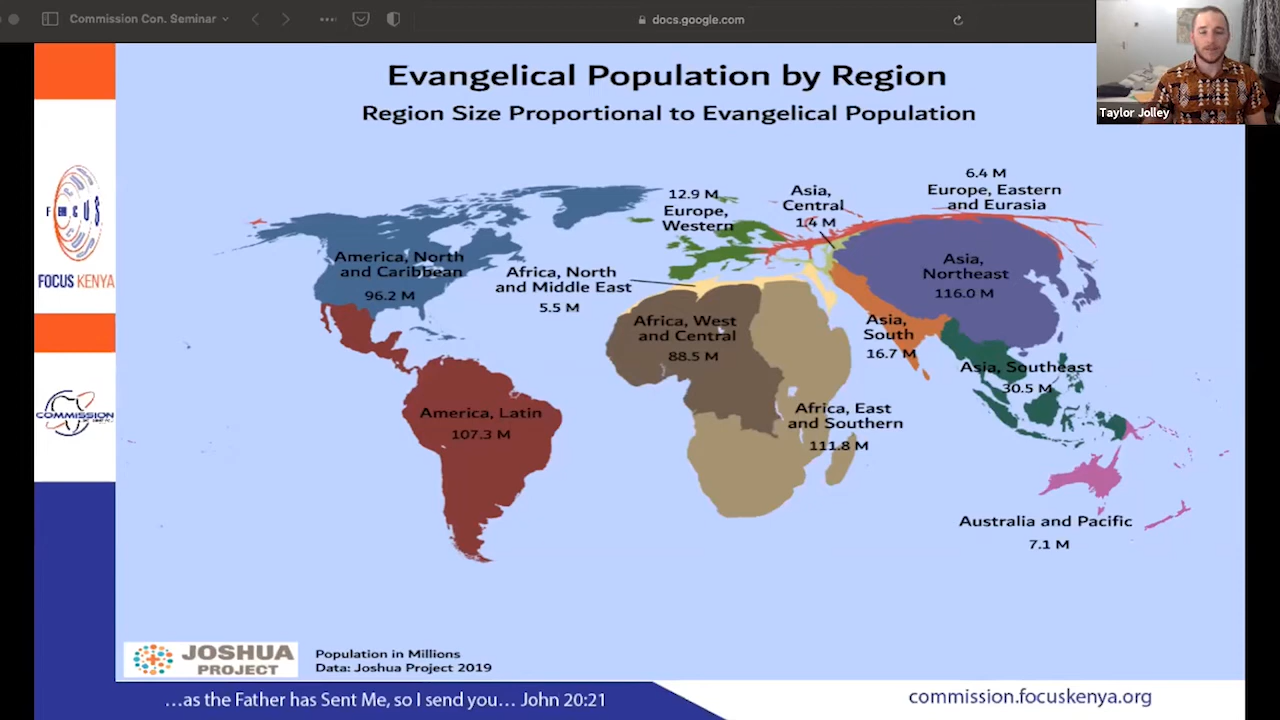 Commission Con. Seminar
docs.google.com
Taylor Jolley
Evangelical Population by Region
Region Size Proportional to Evangelical Population
FOCUS
FOCUS KENYA
COMMISSION
America, North
and Caribbean
96.2 M
12.9 M
Europe,
Western
Asia,
Central
1.4 M
6.4 M
Europe, Eastern
and Eurasia
Africa, North
and Middle East
5.5 M
Asia,
Northeast
116.0 M
Africa, West
and Central
88.5 M
Asia,
South
16.7 M
Asia, Southeast
30.5 M
America, Latin
107.3 M
Africa, East
and Southern
111.8 M
Australia and Pacific
7.1 M
JOSHUA
PROJECT
Population in Millions
Data: Joshua Project 2019
...as the Father has Sent Me, so I send you... John 20:21
commission.focuskenya.org